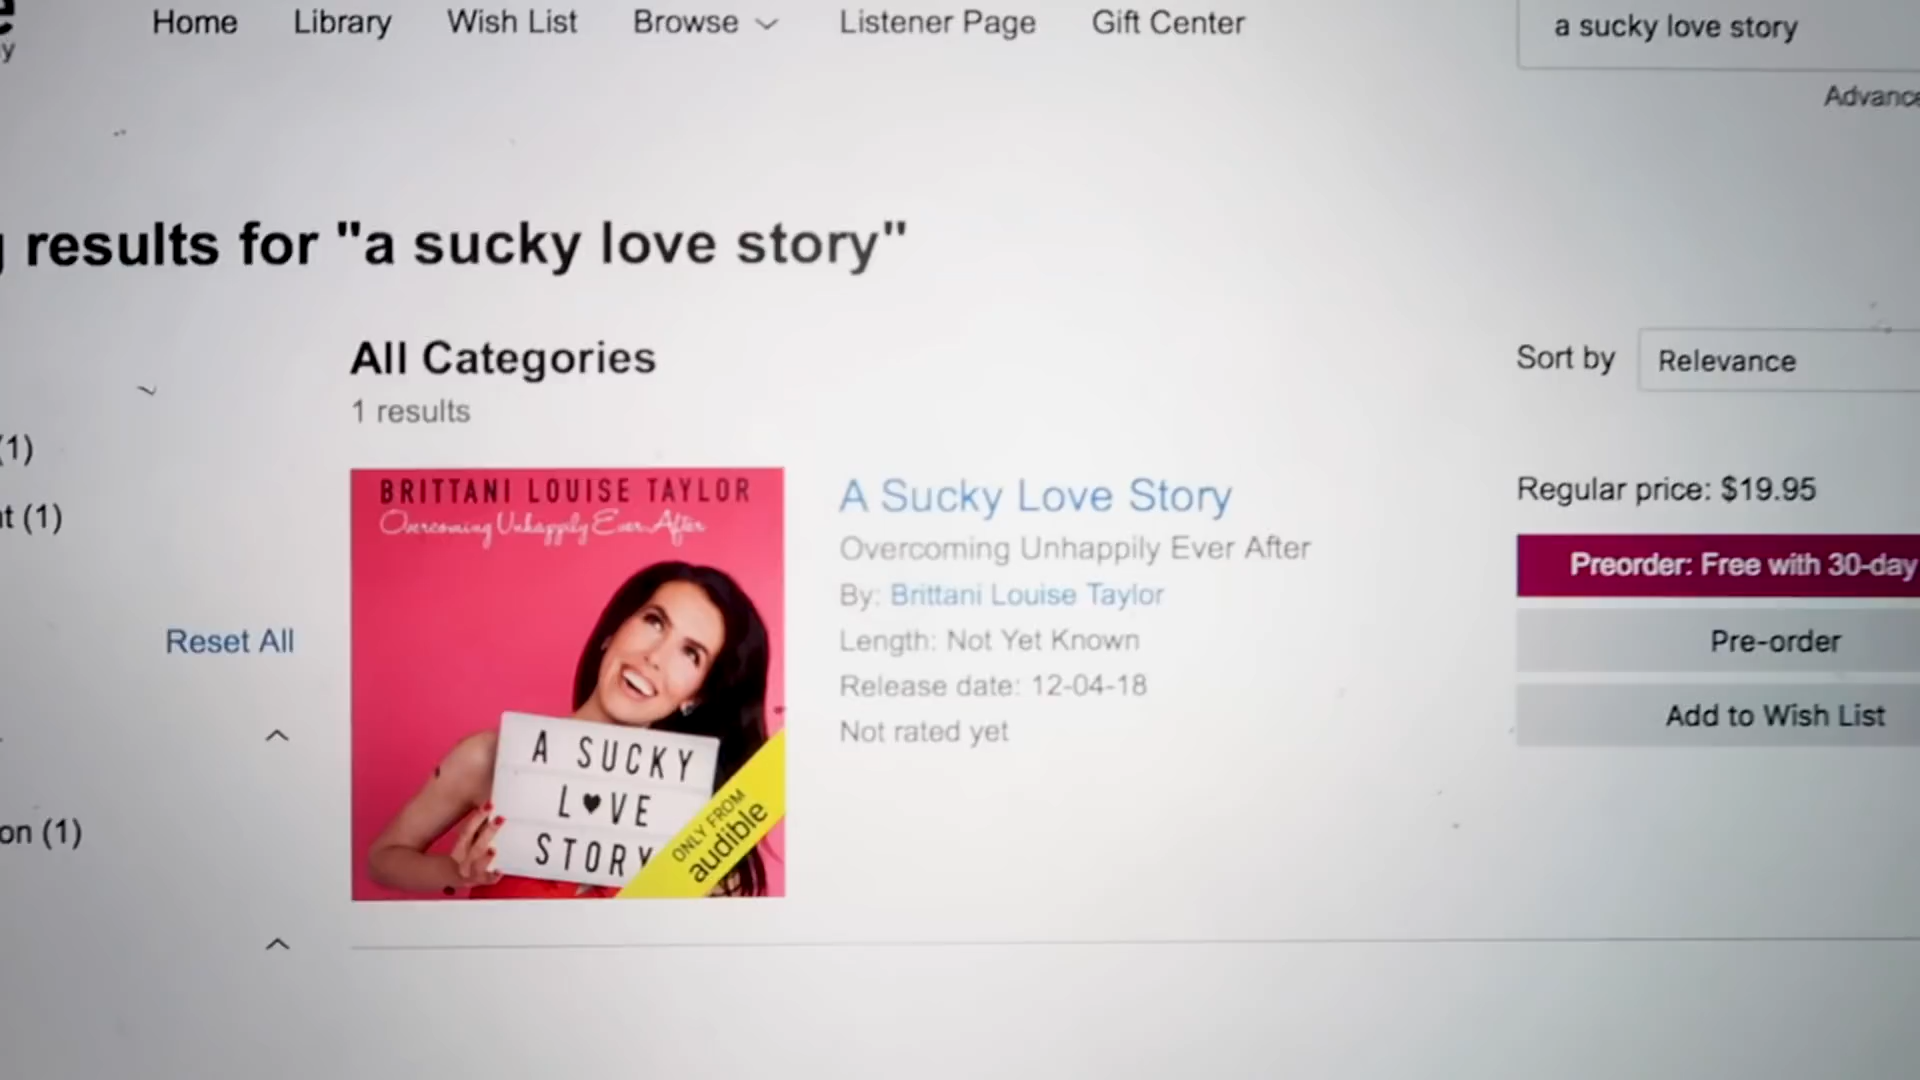 Home Library Wish List Browse Listener Page Gift Center
a sucky love story
results for "a sucky love story"
All Categories
1 results
Sort by Relevance
(1)
(1)
Reset All
(1)
BRITTANI LOUISE TAYLOR
Overcoming Unhappily Ever After
A SUCKY
L♥VE
STORY
ONLY FROM
audible
A Sucky Love Story
Overcoming Unhappily Ever After
By: Brittani Louise Taylor
Length: Not Yet Known
Release date: 12-04-18
Not rated yet
Regular price: $19.95
Preorder: Free with 30-day
Pre-order
Add to Wish List